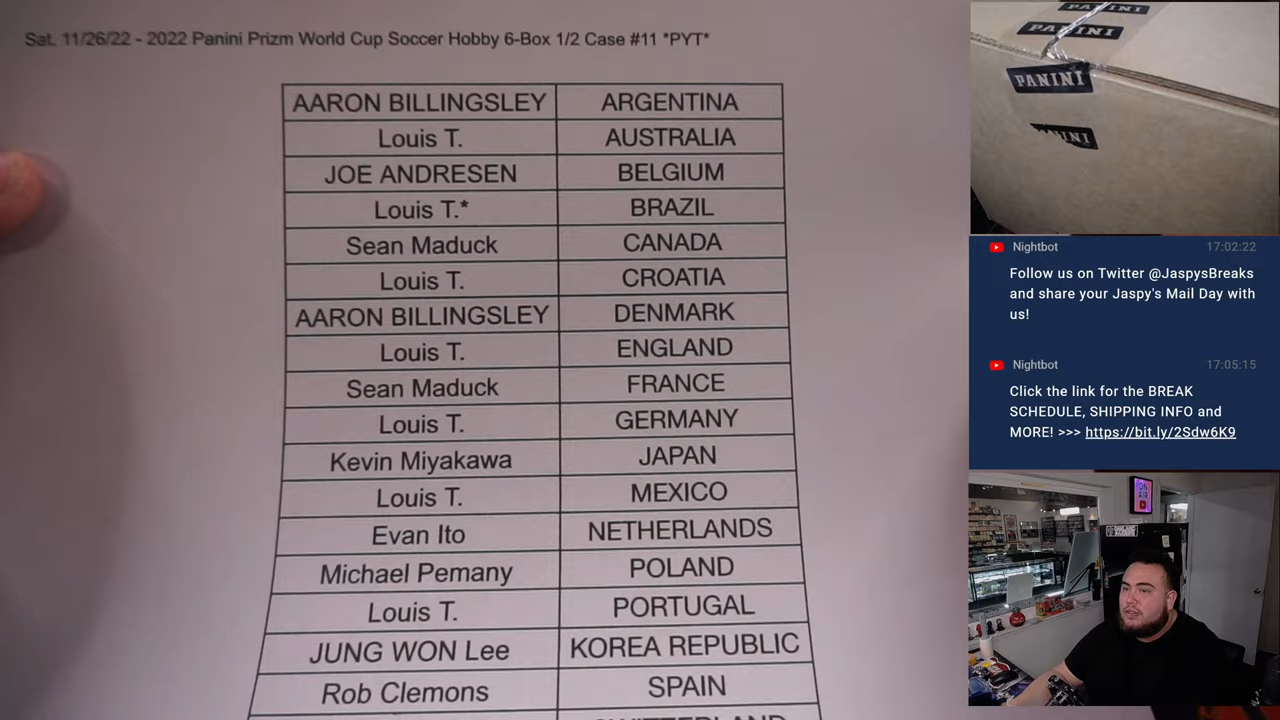 Sat. 11/26/22 - 2022 Panini Prizm World Cup Soccer Hobby 6-Box 1/2 Case #11 *PYT*
AARON BILLINGSLEY ARGENTINA
Louis T. AUSTRALIA
JOE ANDRESEN BELGIUM
Louis T.* BRAZIL
Sean Maduck CANADA
Louis T. CROATIA
AARON BILLINGSLEY DENMARK
Louis T. ENGLAND
Sean Maduck FRANCE
Louis T. GERMANY
Kevin Miyakawa JAPAN
Louis T. MEXICO
Evan Ito NETHERLANDS
Michael Pemany POLAND
Louis T. PORTUGAL
JUNG WON Lee KOREA REPUBLIC
Rob Clemons SPAIN
SWITZERLAND
PANINI
PANINI
PANINI
PANINI
Nightbot 17:02:22
Follow us on Twitter @JaspysBreaks
and share your Jaspy's Mail Day with
us!
Nightbot 17:05:15
Click the link for the BREAK
SCHEDULE, SHIPPING INFO and
MORE! >>> https://bit.ly/2Sdw6K9
ON
AIR